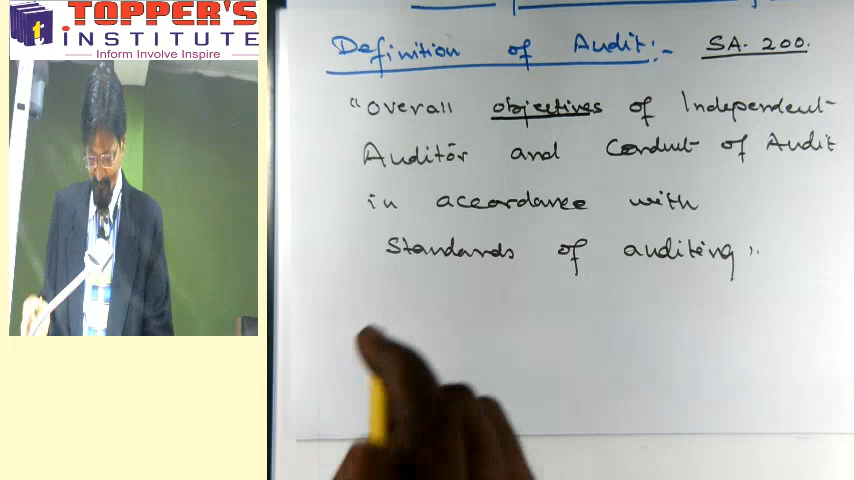 TOPPER'S
t iNSTITUTE
Inform Involve Inspire
Definition of Audit:- SA. 200.
"Overall objectives of Independent
Auditor and Conduct of Audit
in accordance with
Standards of auditing"